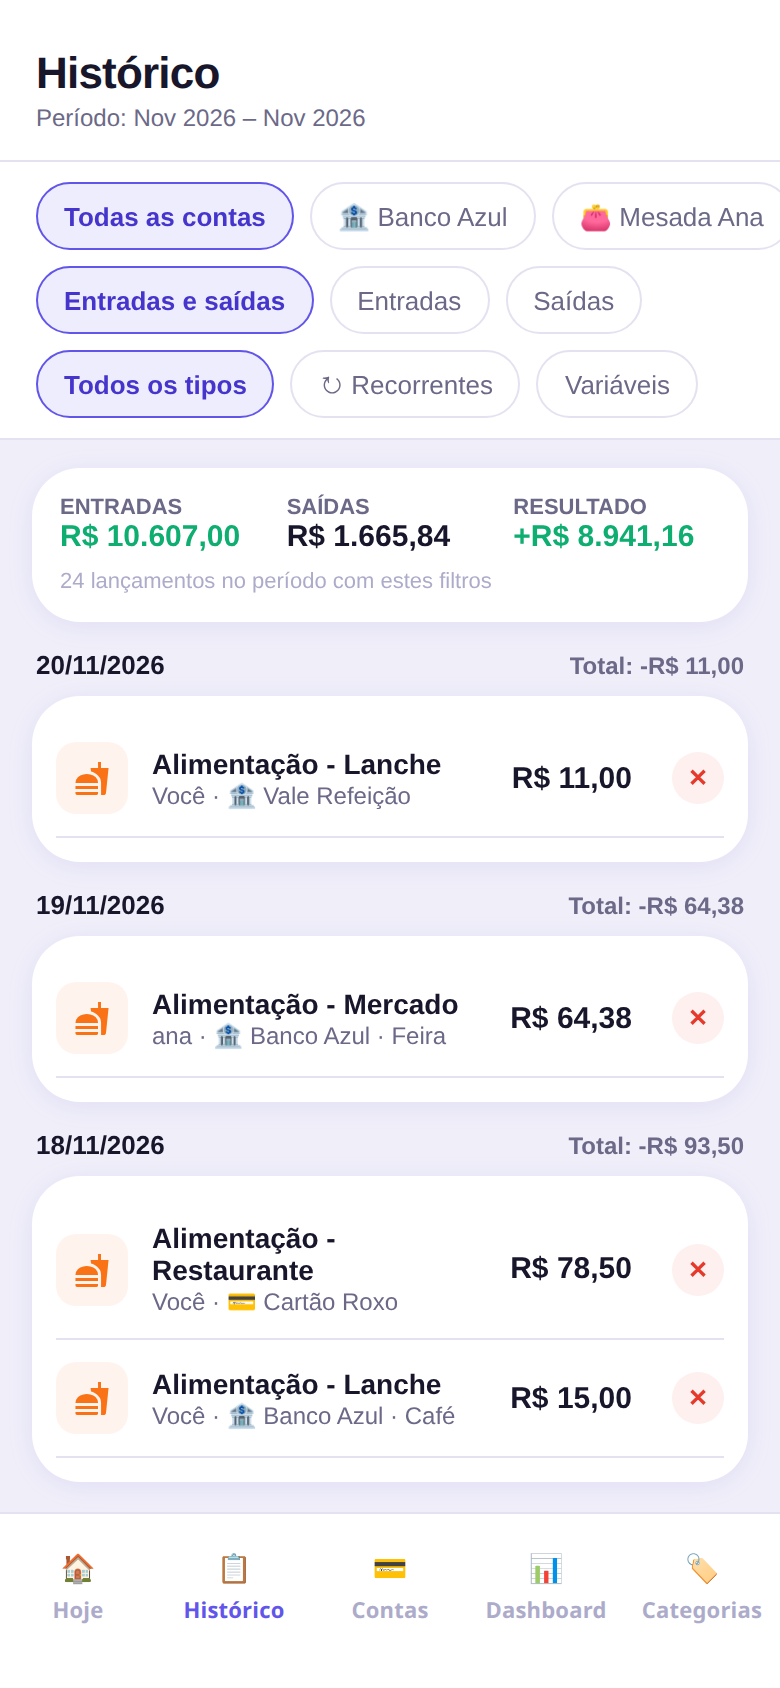 Histórico
Período: Nov 2026 – Nov 2026
Todas as contas
🏦 Banco Azul
👛 Mesada Ana
Entradas e saídas
Entradas
Saídas
Todos os tipos
↻ Recorrentes
Variáveis
ENTRADAS
SAÍDAS
RESULTADO
R$ 10.607,00
R$ 1.665,84
+R$ 8.941,16
24 lançamentos no período com estes filtros
20/11/2026
Total: -R$ 11,00
Alimentação - Lanche
Você · 🏦 Vale Refeição
R$ 11,00
✕
19/11/2026
Total: -R$ 64,38
Alimentação - Mercado
ana · 🏦 Banco Azul · Feira
R$ 64,38
✕
18/11/2026
Total: -R$ 93,50
Alimentação -
Restaurante
Você · 💳 Cartão Roxo
R$ 78,50
✕
Alimentação - Lanche
Você · 🏦 Banco Azul · Café
R$ 15,00
✕
Hoje
Histórico
Contas
Dashboard
Categorias